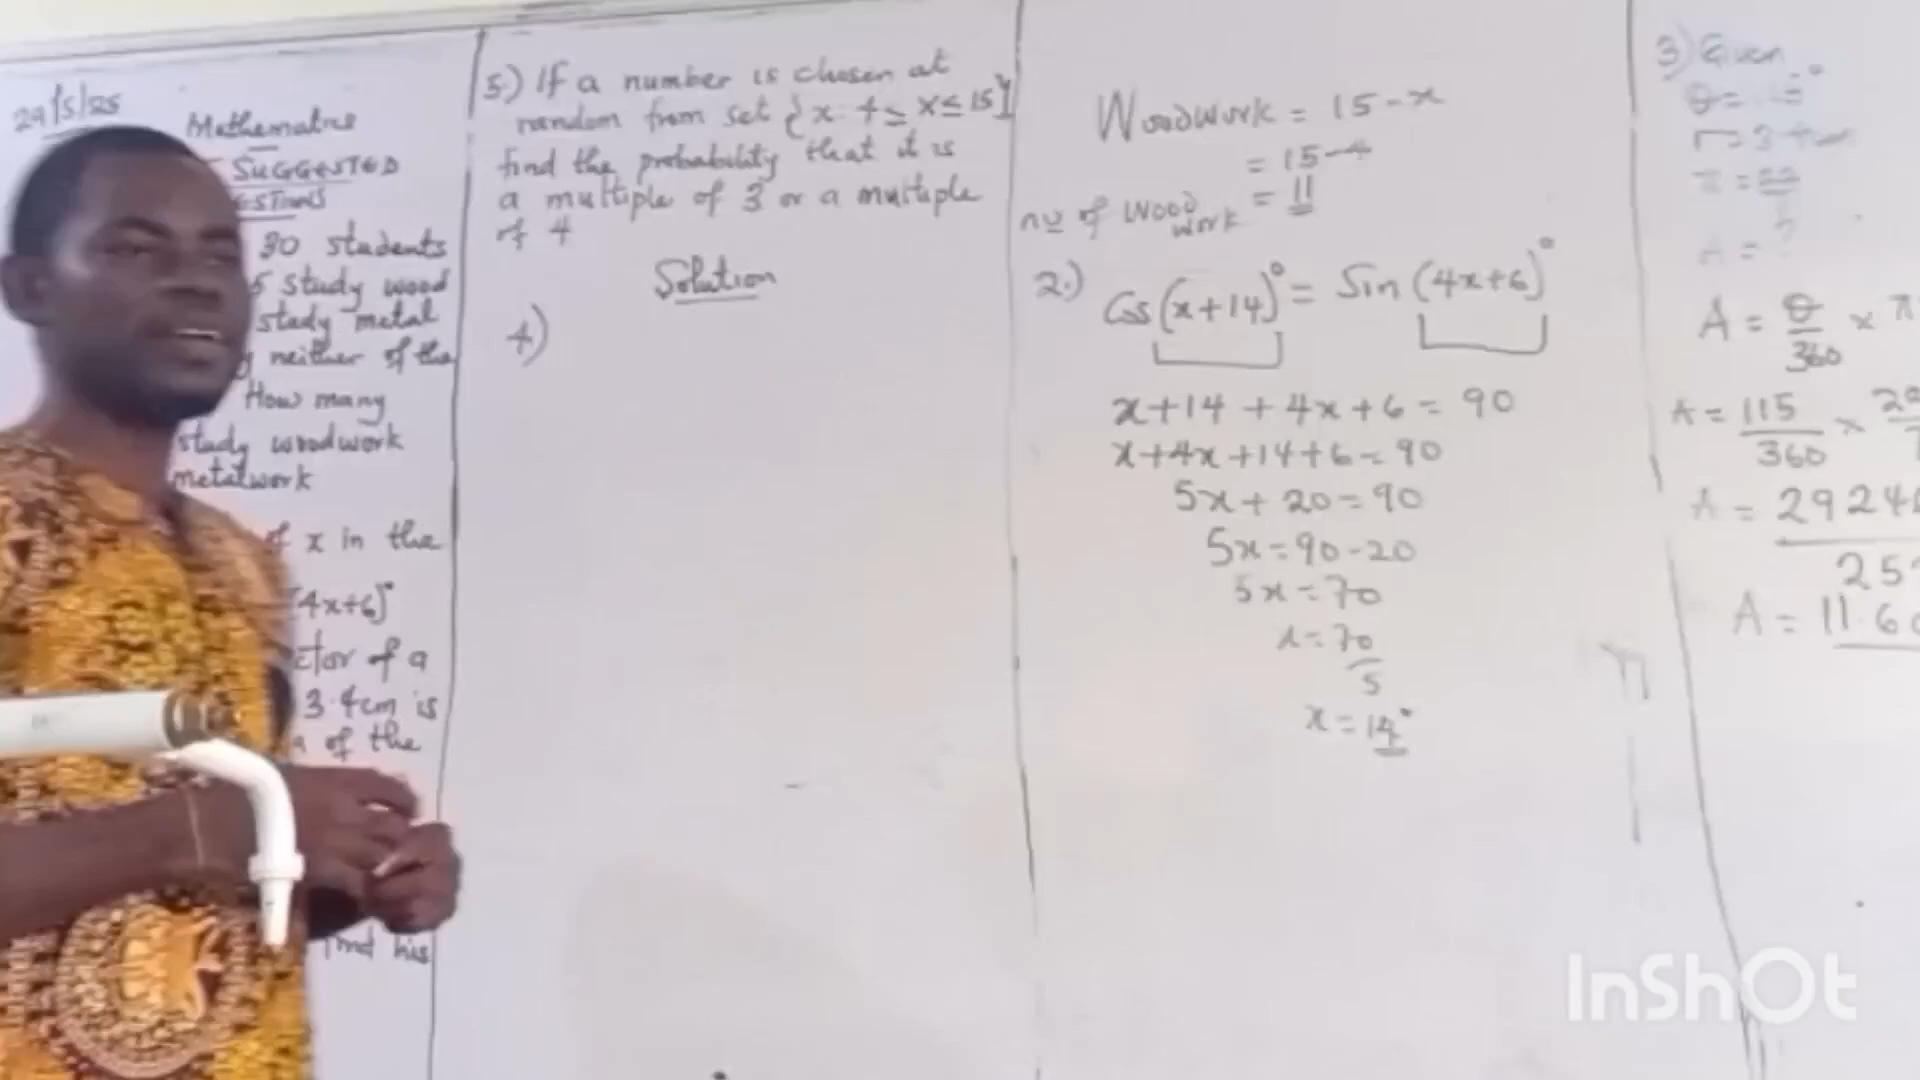 29/5/25
Mathematics
SUGGESTED
30 students
5 study wood
study metal
neither of the
How many
study woodwork
metalwork
of x in the
4x+6)°
ctor of a
3.4cm is
of the
find his
5.) If a number is chosen at
random from set {x: 4 ≤ x ≤ 15}
find the probability that it is
a multiple of 3 or a multiple
of 4
Solution
4)
Woodwork = 15-x
= 15-4
no of wood work = 11
2.) Cos(x+14)° = Sin(4x+6)°
x+14 + 4x+6 = 90
x+4x+14+6=90
5x+20=90
5x=90-20
5x=70
x=70/5
x=14°
3) Given
A = ?
A = θ/360 × π
A = 115/360 ×
A = 2924
A = 11.6
InShOt